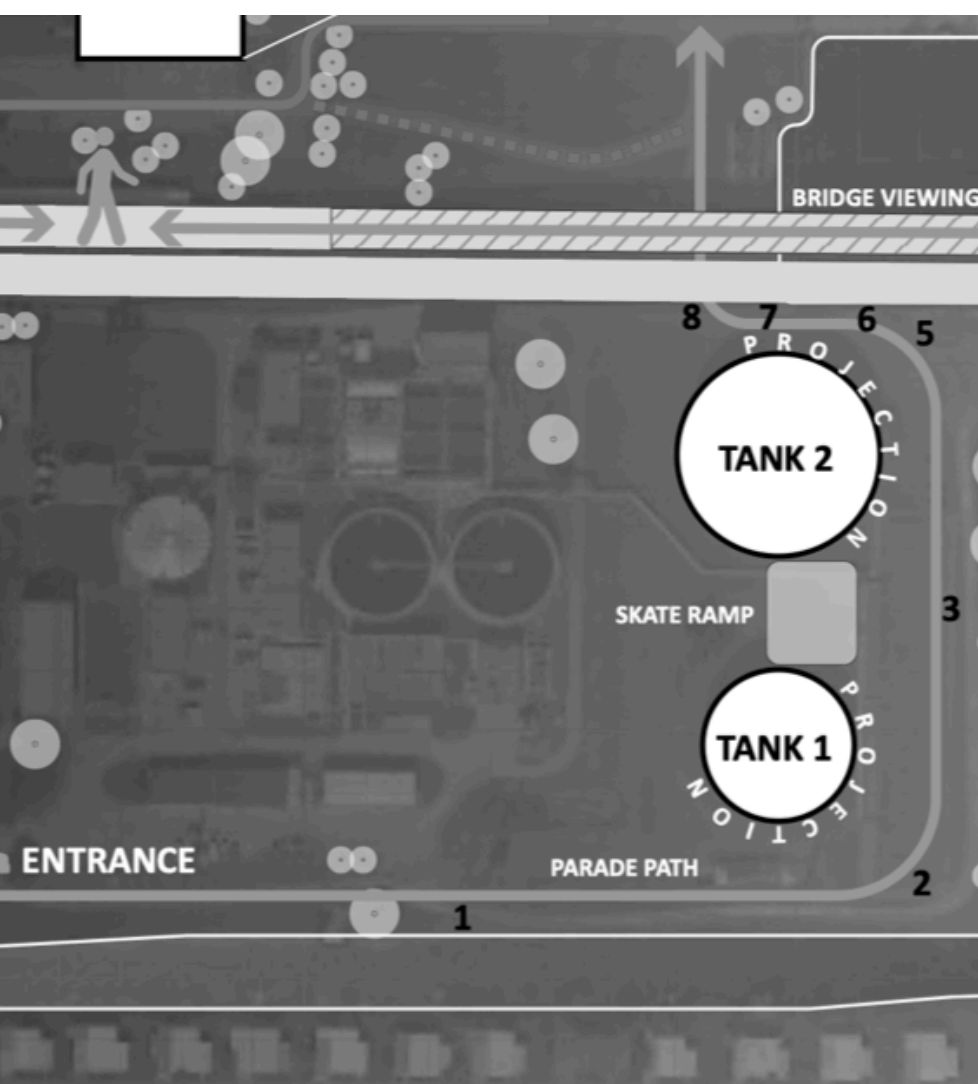 BRIDGE VIEWING
8
7
6
5
PROJECTION
TANK 2
3
SKATE RAMP
PROJECTION
TANK 1
ENTRANCE
PARADE PATH
2
1